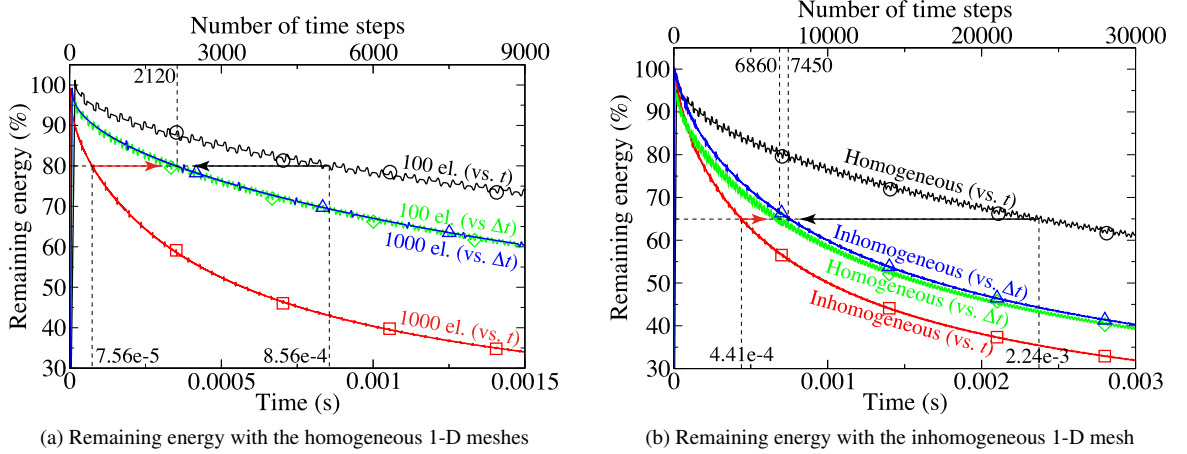 Number of time steps
0 3000 6000 9000
Remaining energy (%)
100
90
80
70
60
50
40
30
2120
100 el. (vs. t)
100 el. (vs Δt)
1000 el. (vs. Δt)
1000 el. (vs. t)
7.56e-5
8.56e-4
0 0.0005 0.001 0.0015
Time (s)
(a) Remaining energy with the homogeneous 1-D meshes
Number of time steps
0 10000 20000 30000
Remaining energy (%)
100
90
80
70
60
50
40
30
6860 7450
Homogeneous (vs. t)
Inhomogeneous (vs. Δt)
Homogeneous (vs. Δt)
Inhomogeneous (vs. t)
4.41e-4
2.24e-3
0 0.001 0.002 0.003
Time (s)
(b) Remaining energy with the inhomogeneous 1-D mesh